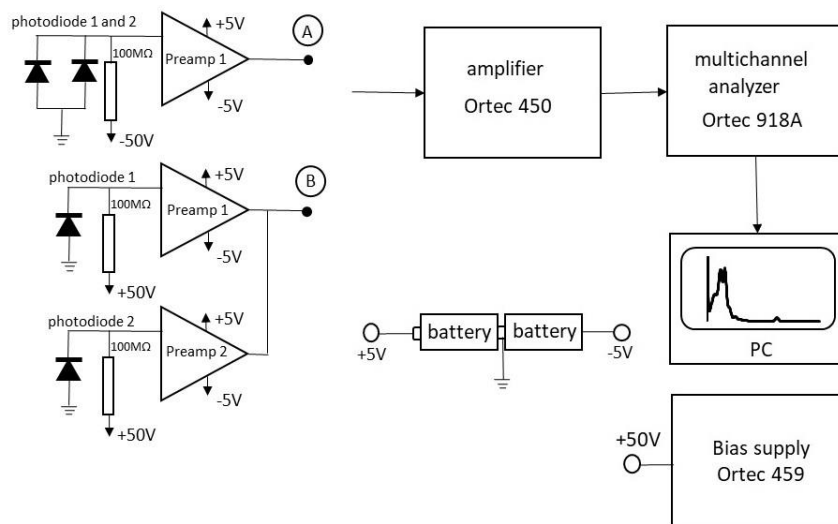 photodiode 1 and 2
+5V
A
100MΩ
Preamp 1
-5V
-50V
photodiode 1
+5V
B
100MΩ
Preamp 1
-5V
+50V
photodiode 2
+5V
100MΩ
Preamp 2
-5V
+50V
amplifier
Ortec 450
multichannel
analyzer
Ortec 918A
PC
battery
battery
+5V
-5V
+50V
Bias supply
Ortec 459